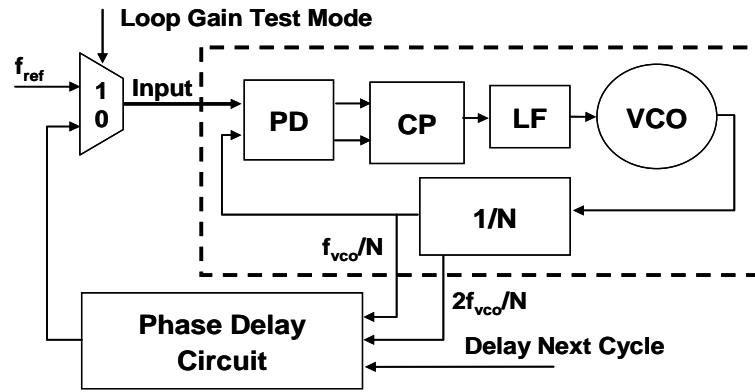 Loop Gain Test Mode
f_ref
1
0
Input
PD
CP
LF
VCO
1/N
f_vco/N
2f_vco/N
Phase Delay
Circuit
Delay Next Cycle